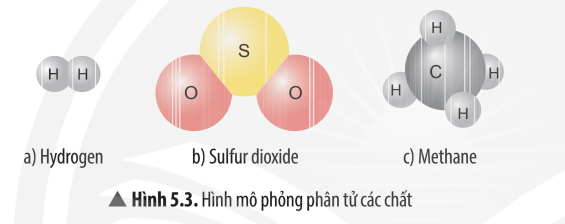 H H
S
O O
H
C
H H
H
a) Hydrogen
b) Sulfur dioxide
c) Methane
▲ Hình 5.3. Hình mô phỏng phân tử các chất